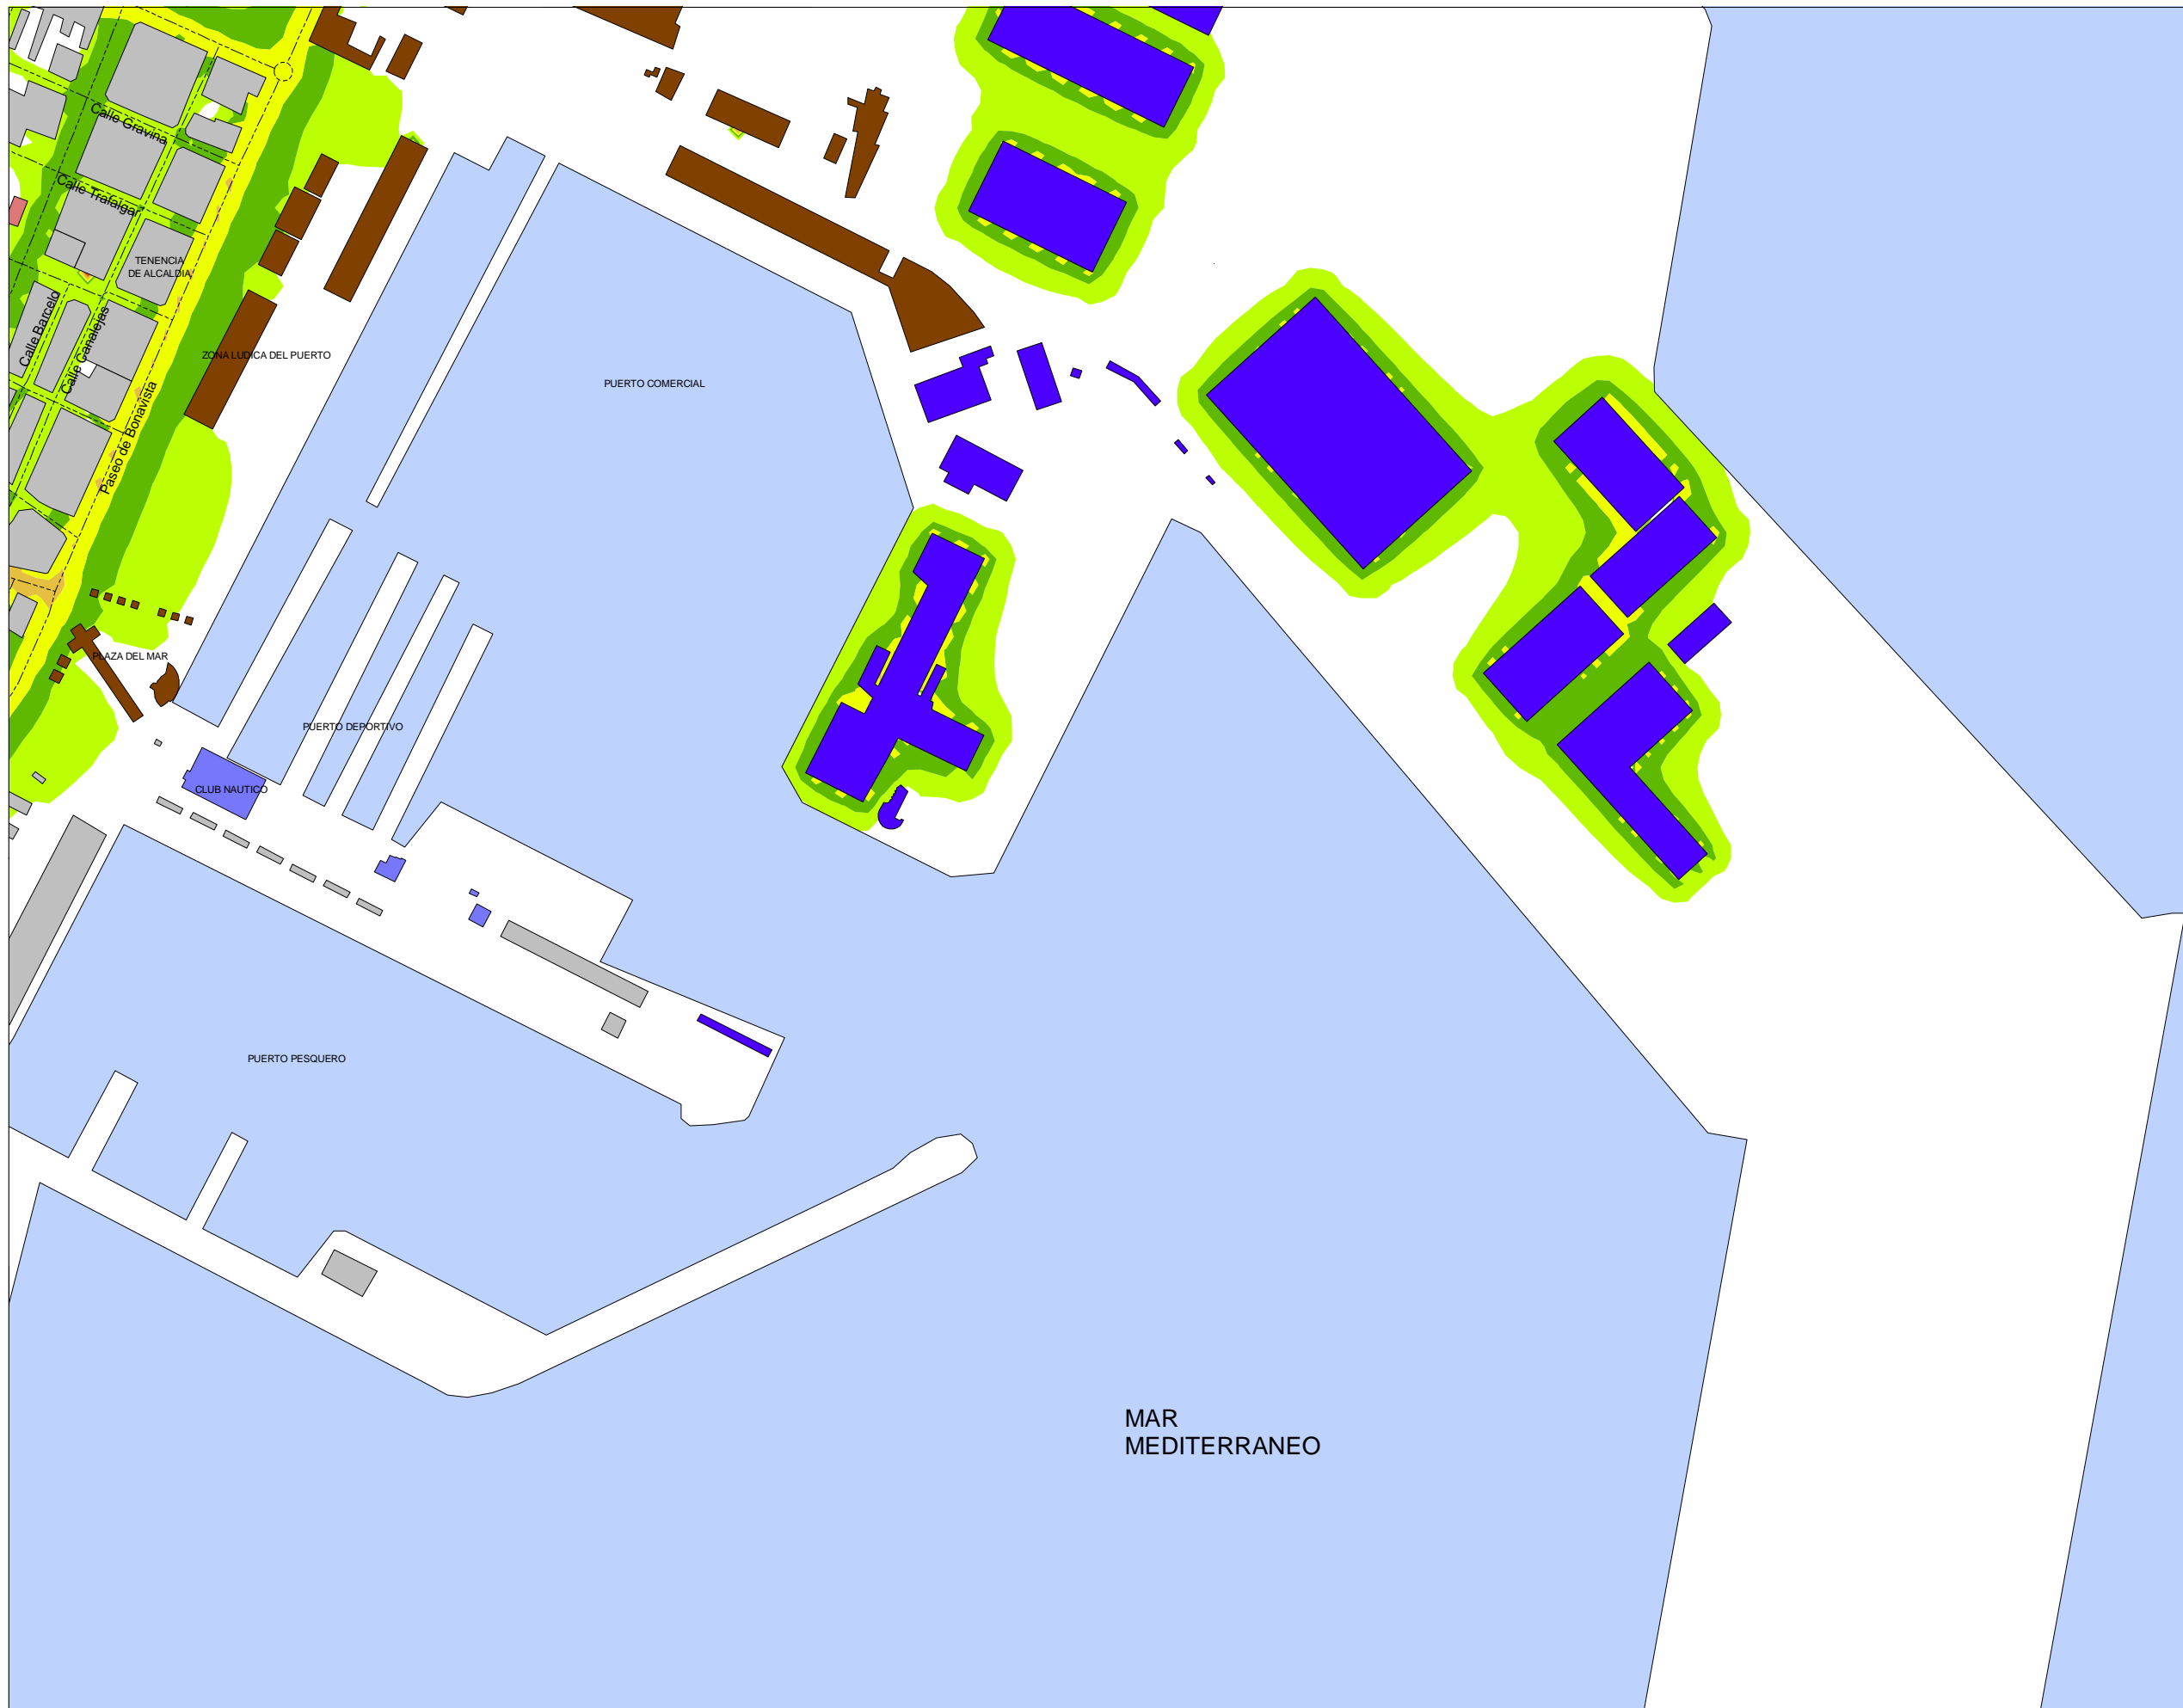 Calle Gravina
Calle Trafalgar
TENENCIA
DE ALCALDIA
Calle Barcelo
Calle Canalejas
ZONA LUDICA DEL PUERTO
PUERTO COMERCIAL
Paseo de Bonavista
PLAZA DEL MAR
PUERTO DEPORTIVO
CLUB NAUTICO
PUERTO PESQUERO
MAR
MEDITERRANEO